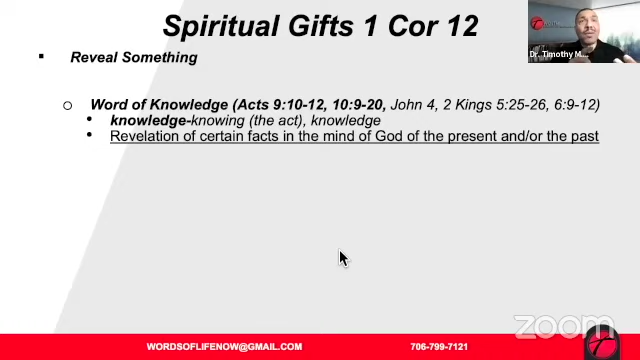 Spiritual Gifts 1 Cor 12
▪ Reveal Something
Dr. Timothy M...
o Word of Knowledge (Acts 9:10-12, 10:9-20, John 4, 2 Kings 5:25-26, 6:9-12)
• knowledge-knowing (the act), knowledge
• Revelation of certain facts in the mind of God of the present and/or the past
zoom
WORDSOFLIFENOW@GMAIL.COM 706-799-7121